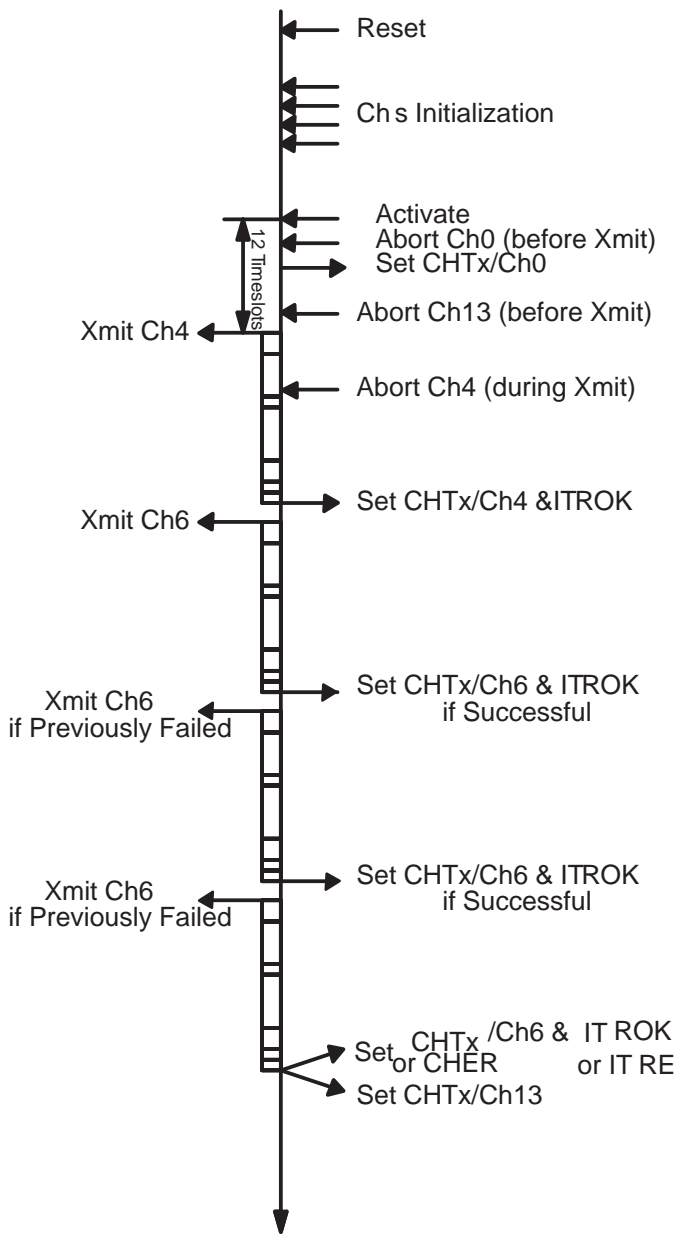 Reset
Chs Initialization
Activate
Abort Ch0 (before Xmit)
Set CHTx/Ch0
12 Timeslots
Abort Ch13 (before Xmit)
Xmit Ch4
Abort Ch4 (during Xmit)
Set CHTx/Ch4 &ITROK
Xmit Ch6
Set CHTx/Ch6 & ITROK
if Successful
Xmit Ch6
if Previously Failed
Set CHTx/Ch6 & ITROK
if Successful
Xmit Ch6
if Previously Failed
Set CHTx /Ch6 & IT ROK
or CHER or IT RE
Set CHTx/Ch13